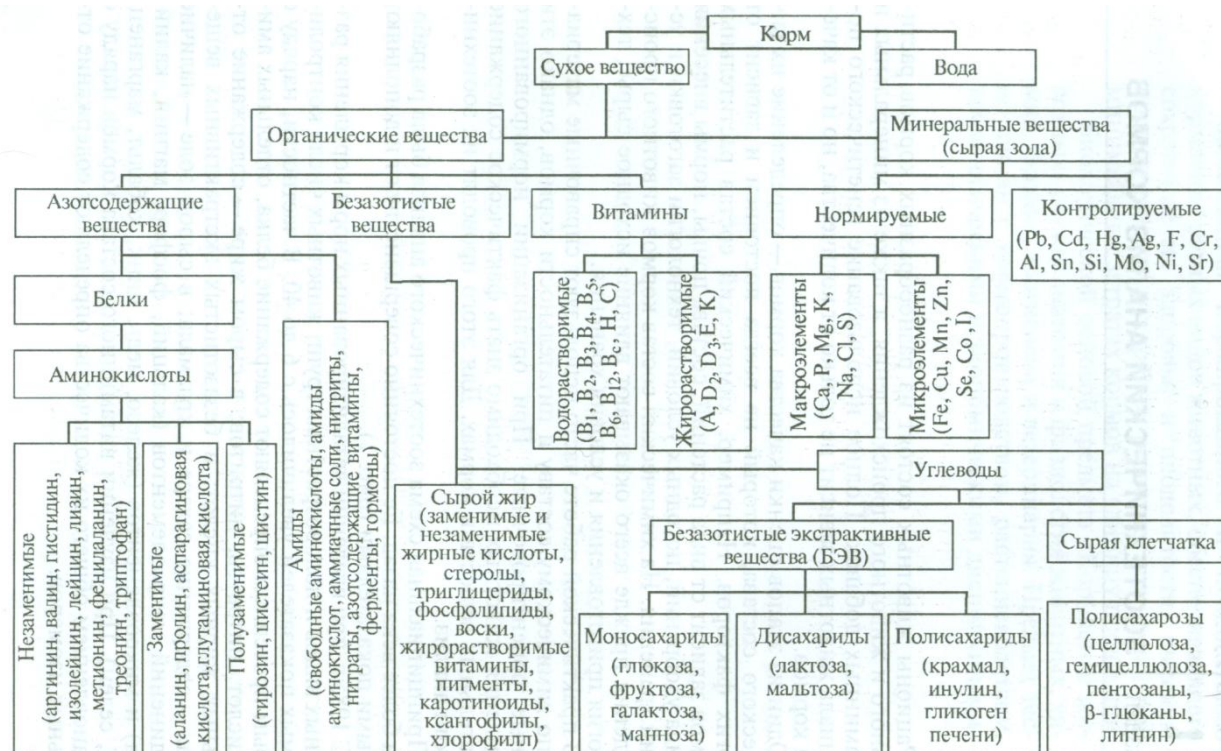 Корм
Сухое вещество
Вода
Органические вещества
Минеральные вещества
(сырая зола)
Азотсодержащие
вещества
Безазотистые
вещества
Витамины
Нормируемые
Контролируемые
(Pb, Cd, Hg, Ag, F, Cr,
Al, Sn, Si, Mo, Ni, Sr)
Белки
Аминокислоты
Водорастворимые
(B₁, B₂, B₃, B₄, B₅,
B₆, B₁₂, B_c, H, C)
Жирорастворимые
(A, D₂, D₃, E, K)
Макроэлементы
(Ca, P, Mg, K,
Na, Cl, S)
Микроэлементы
(Fe, Cu, Mn, Zn,
Se, Co, I)
Углеводы
Незаменимые
(аргинин, валин, гистидин,
изолейцин, лейцин, лизин,
метионин, фенилаланин,
треонин, триптофан)
Заменимые
(аланин, пролин, аспарагиновая
кислота, глутаминовая кислота)
Полузаменимые
(тирозин, цистеин, цистин)
Амиды
(свободные аминокислоты, амиды
аминокислот, аммиачные соли, нитриты,
нитраты, азотсодержащие витамины,
ферменты, гормоны)
Сырой жир
(заменимые и
незаменимые
жирные кислоты,
стеролы,
триглицериды,
фосфолипиды,
воски,
жирорастворимые
витамины,
пигменты,
каротиноиды,
ксантофилы,
хлорофилл)
Безазотистые экстрактивные
вещества (БЭВ)
Сырая клетчатка
Моносахариды
(глюкоза,
фруктоза,
галактоза,
манноза)
Дисахариды
(лактоза,
мальтоза)
Полисахариды
(крахмал,
инулин,
гликоген
печени)
Полисахарозы
(целлюлоза,
гемицеллюлоза,
пентозаны,
β-глюканы,
лигнин)